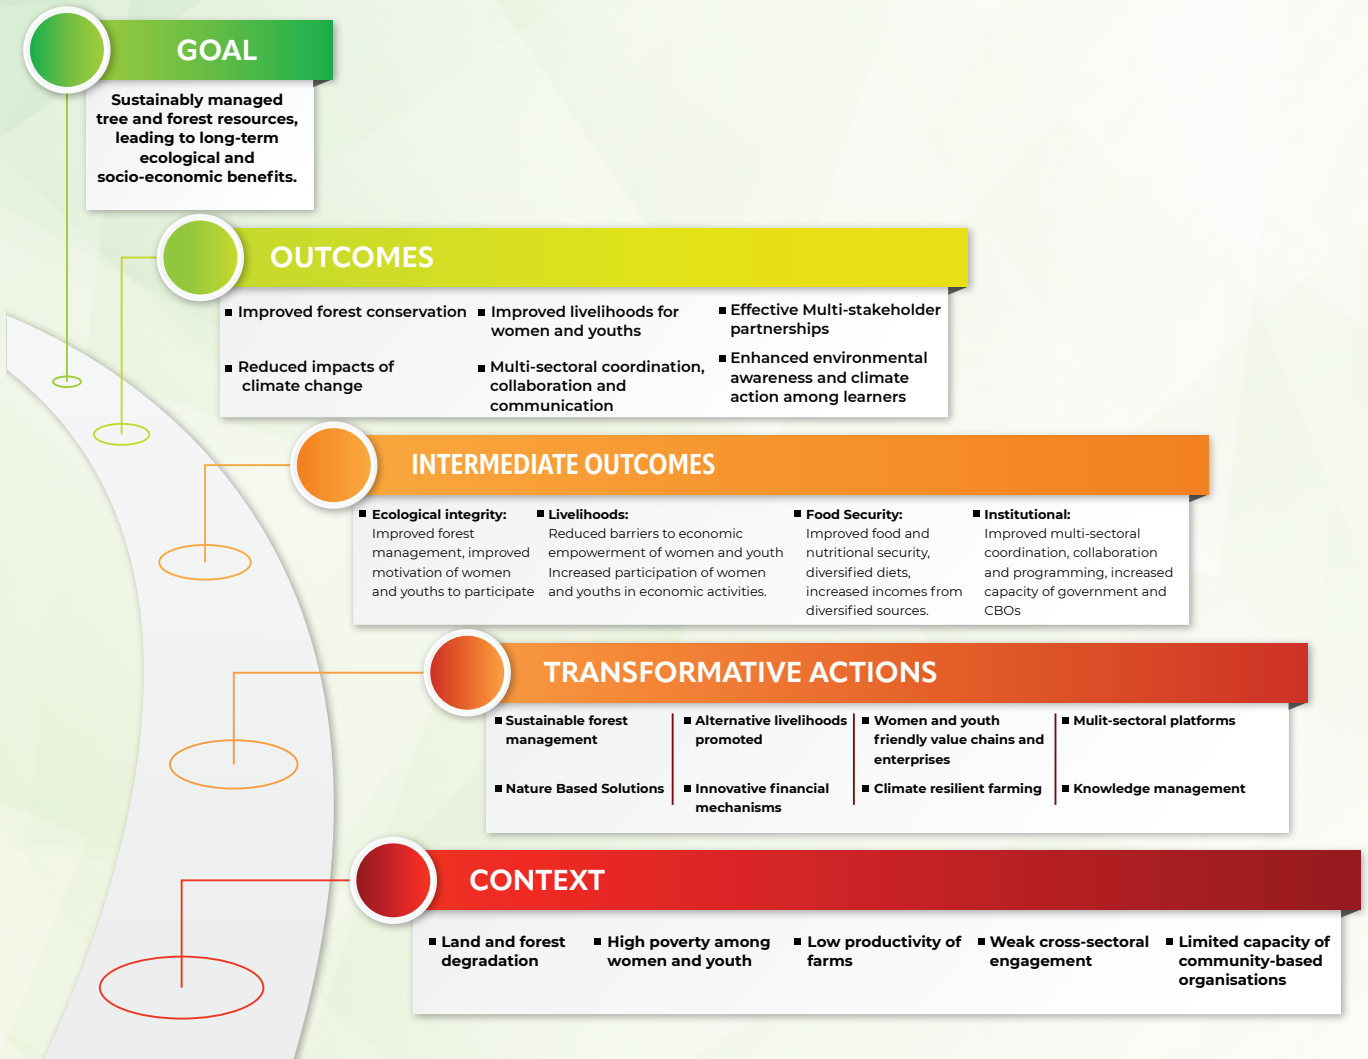 GOAL
Sustainably managed
tree and forest resources,
leading to long-term
ecological and
socio-economic benefits.
OUTCOMES
Improved forest conservation
Reduced impacts of
climate change
Improved livelihoods for
women and youths
Multi-sectoral coordination,
collaboration and
communication
Effective Multi-stakeholder
partnerships
Enhanced environmental
awareness and climate
action among learners
INTERMEDIATE OUTCOMES
Ecological integrity:
Improved forest
management, improved
motivation of women
and youths to participate
Livelihoods:
Reduced barriers to economic
empowerment of women and youth
Increased participation of women
and youths in economic activities.
Food Security:
Improved food and
nutritional security,
diversified diets,
increased incomes from
diversified sources.
Institutional:
Improved multi-sectoral
coordination, collaboration
and programming, increased
capacity of government and
CBOs
TRANSFORMATIVE ACTIONS
Sustainable forest
management
Nature Based Solutions
Alternative livelihoods
promoted
Innovative financial
mechanisms
Women and youth
friendly value chains and
enterprises
Climate resilient farming
Mulit-sectoral platforms
Knowledge management
CONTEXT
Land and forest
degradation
High poverty among
women and youth
Low productivity of
farms
Weak cross-sectoral
engagement
Limited capacity of
community-based
organisations